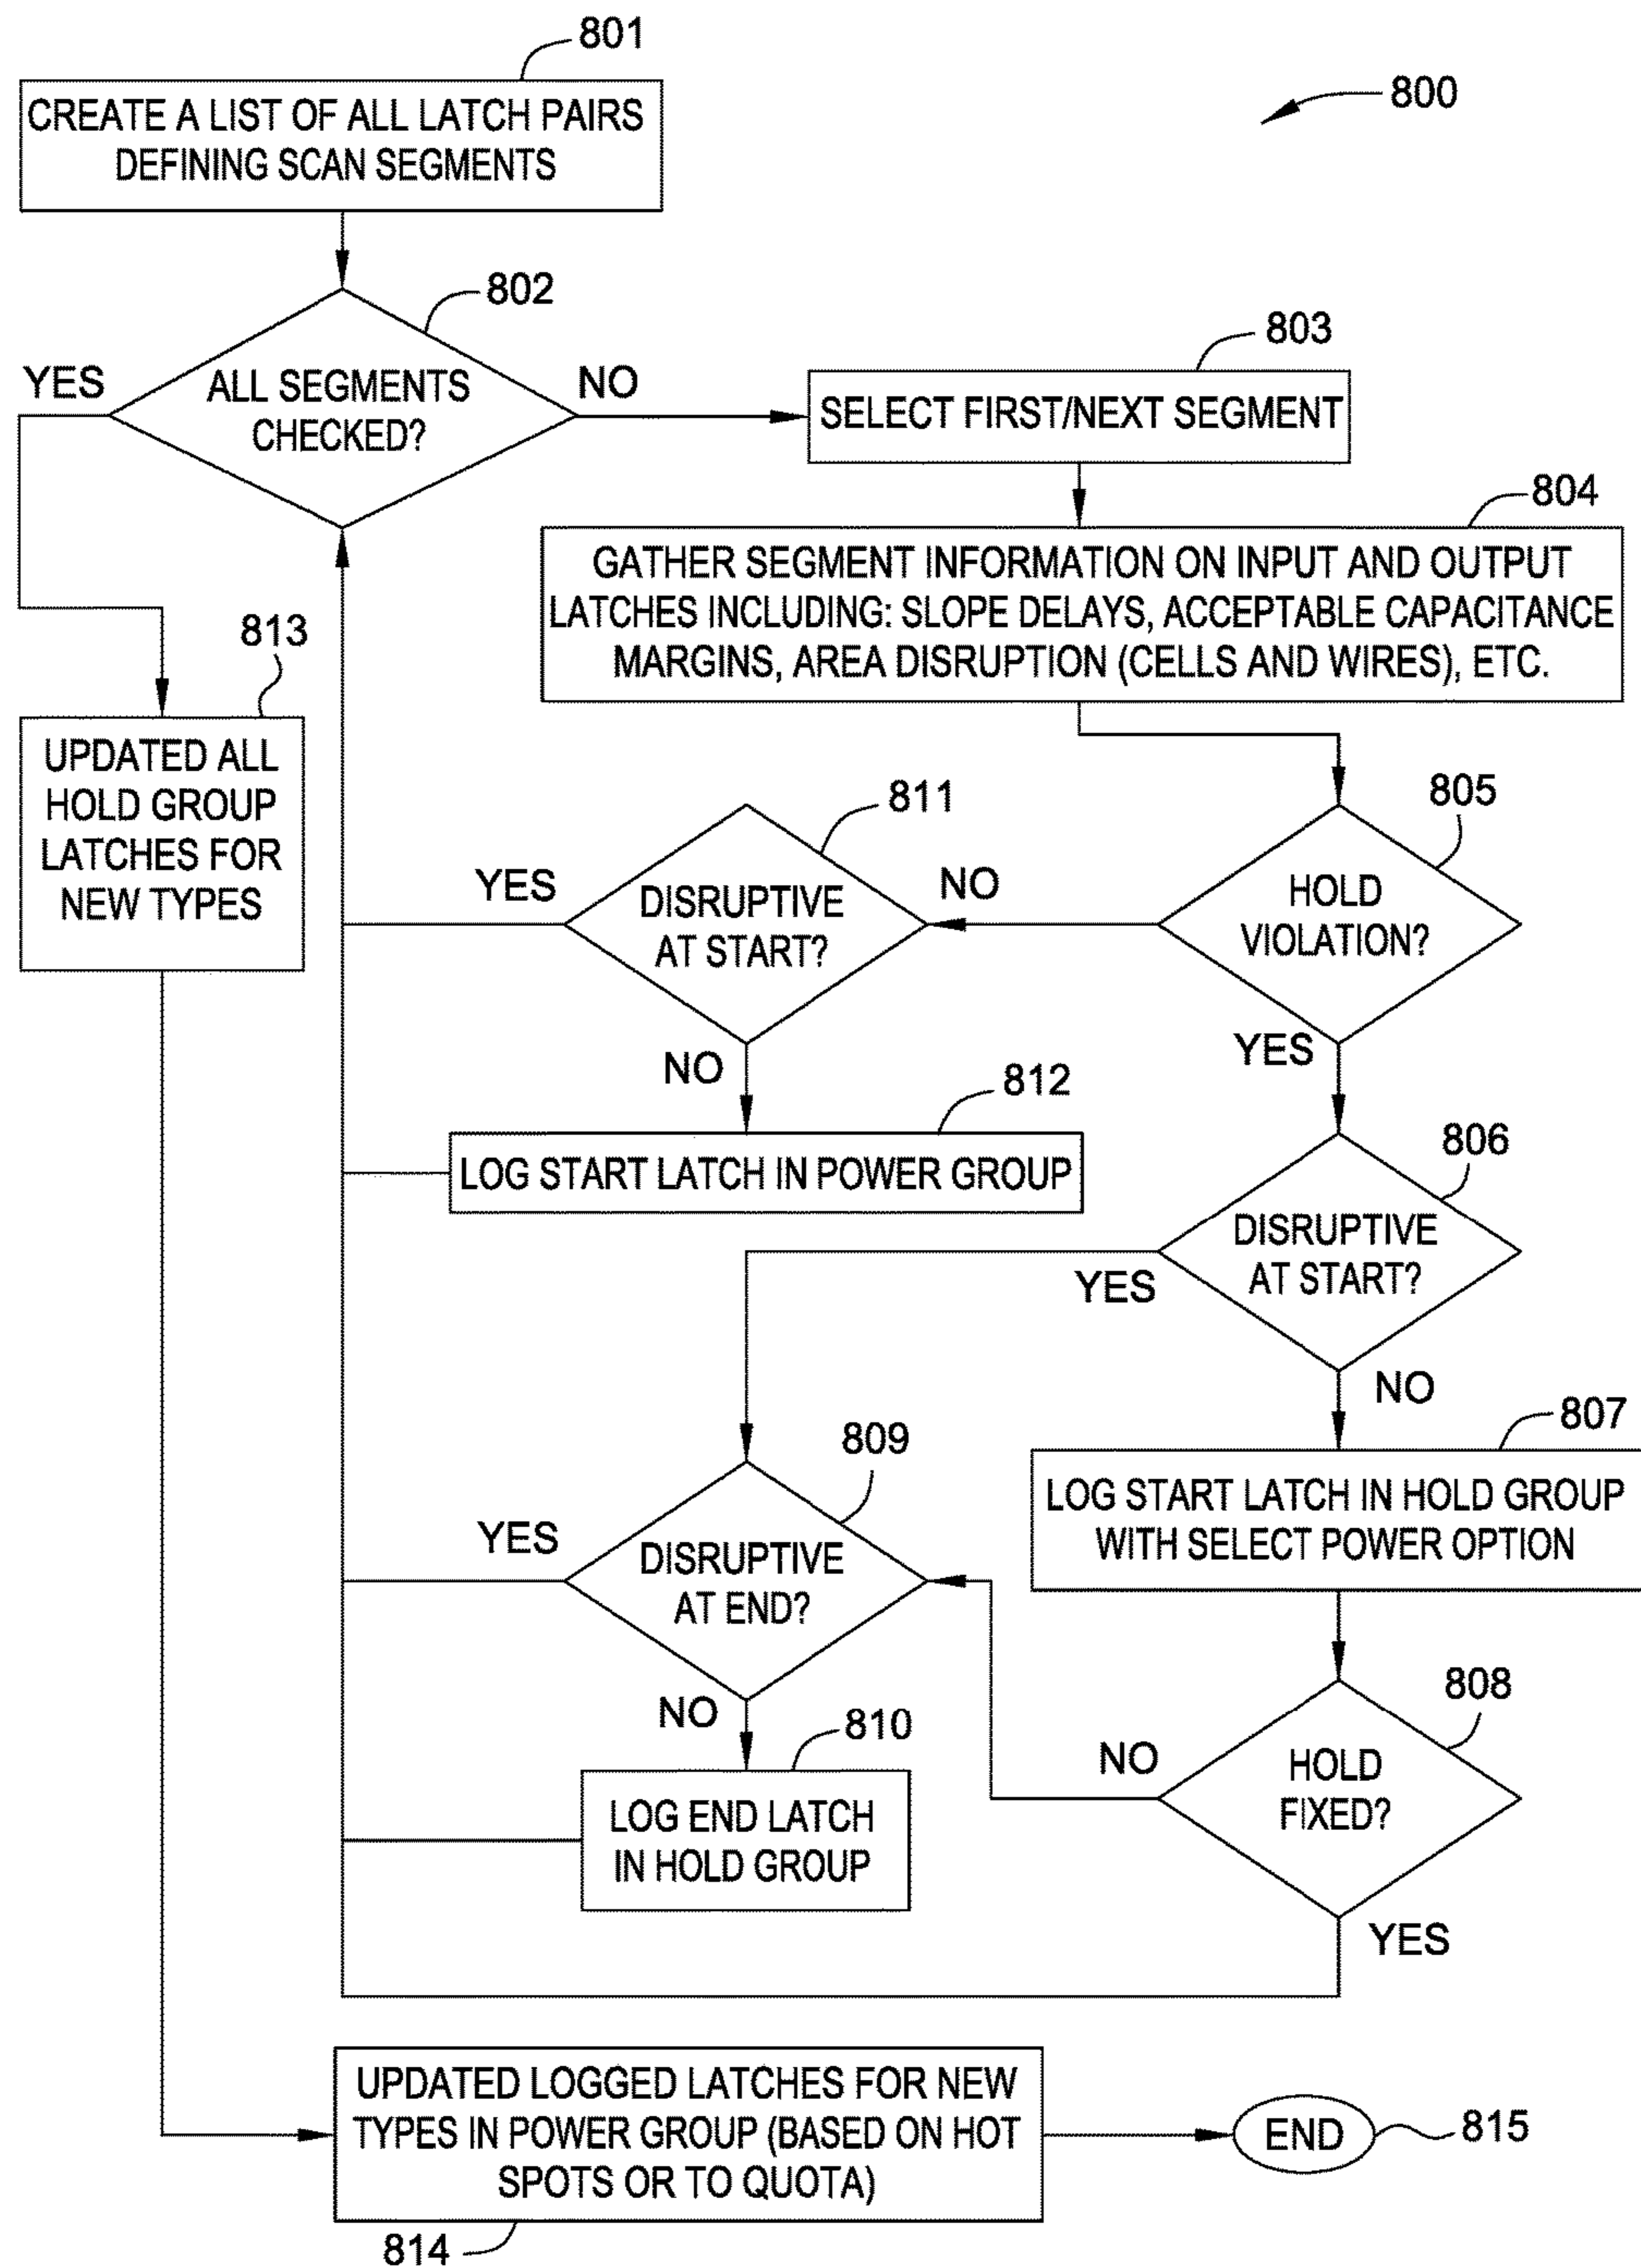 801
CREATE A LIST OF ALL LATCH PAIRS
DEFINING SCAN SEGMENTS
800
802
YES
ALL SEGMENTS
CHECKED?
NO
803
SELECT FIRST/NEXT SEGMENT
804
GATHER SEGMENT INFORMATION ON INPUT AND OUTPUT
LATCHES INCLUDING: SLOPE DELAYS, ACCEPTABLE CAPACITANCE
MARGINS, AREA DISRUPTION (CELLS AND WIRES), ETC.
813
UPDATED ALL
HOLD GROUP
LATCHES FOR
NEW TYPES
811
YES
DISRUPTIVE
AT START?
NO
NO
805
HOLD
VIOLATION?
YES
812
LOG START LATCH IN POWER GROUP
806
DISRUPTIVE
AT START?
YES
NO
807
LOG START LATCH IN HOLD GROUP
WITH SELECT POWER OPTION
809
YES
DISRUPTIVE
AT END?
NO
810
LOG END LATCH
IN HOLD GROUP
808
NO
HOLD
FIXED?
YES
UPDATED LOGGED LATCHES FOR NEW
TYPES IN POWER GROUP (BASED ON HOT
SPOTS OR TO QUOTA)
814
END
815